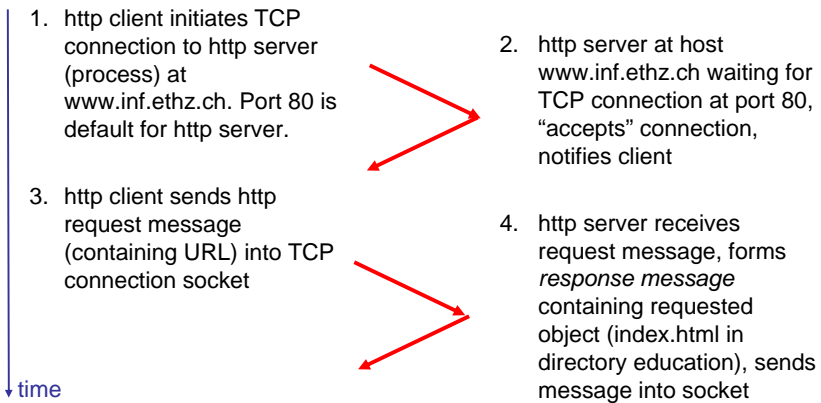 1. http client initiates TCP
connection to http server
(process) at
www.inf.ethz.ch. Port 80 is
default for http server.
2. http server at host
www.inf.ethz.ch waiting for
TCP connection at port 80,
“accepts” connection,
notifies client
3. http client sends http
request message
(containing URL) into TCP
connection socket
4. http server receives
request message, forms
response message
containing requested
object (index.html in
directory education), sends
message into socket
time